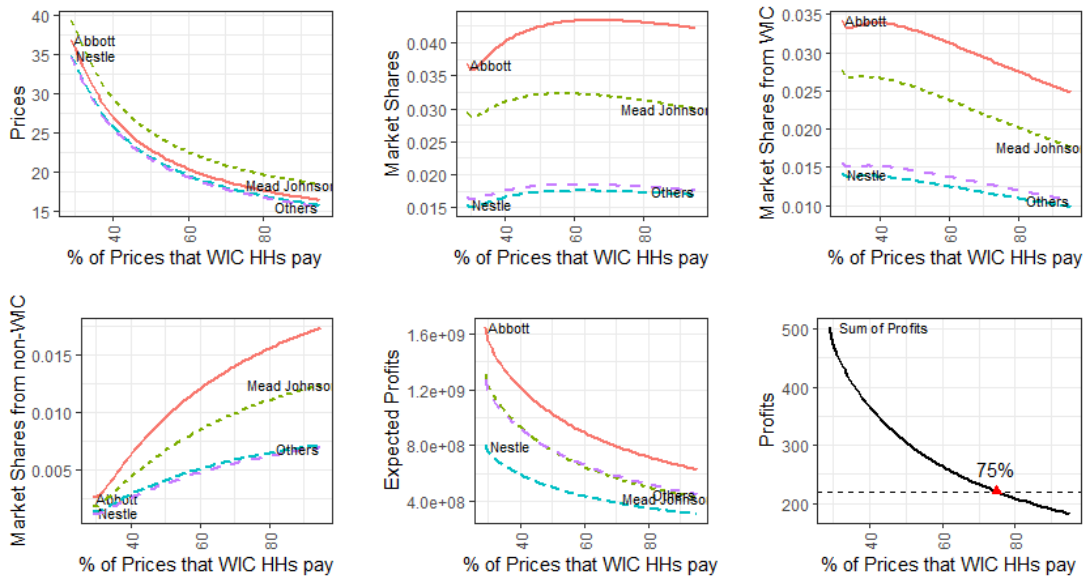 Prices
40
35
30
25
20
15
Abbott
Nestle
Mead Johnson
Others
40
60
80
% of Prices that WIC HHs pay
Market Shares
0.040
0.035
0.030
0.025
0.020
0.015
Abbott
Mead Johnson
Nestle
Others
40
60
80
% of Prices that WIC HHs pay
Market Shares from WIC
0.035
0.030
0.025
0.020
0.015
0.010
Abbott
Mead Johnson
Nestle
Others
40
60
80
% of Prices that WIC HHs pay
Market Shares from non-WIC
0.015
0.010
0.005
Mead Johnson
Others
Abbott
Nestle
40
60
80
% of Prices that WIC HHs pay
Expected Profits
1.6e+09
1.2e+09
8.0e+08
4.0e+08
Abbott
Nestle
Others
Mead Johnson
40
60
80
% of Prices that WIC HHs pay
Profits
500
400
300
200
Sum of Profits
75%
40
60
80
% of Prices that WIC HHs pay